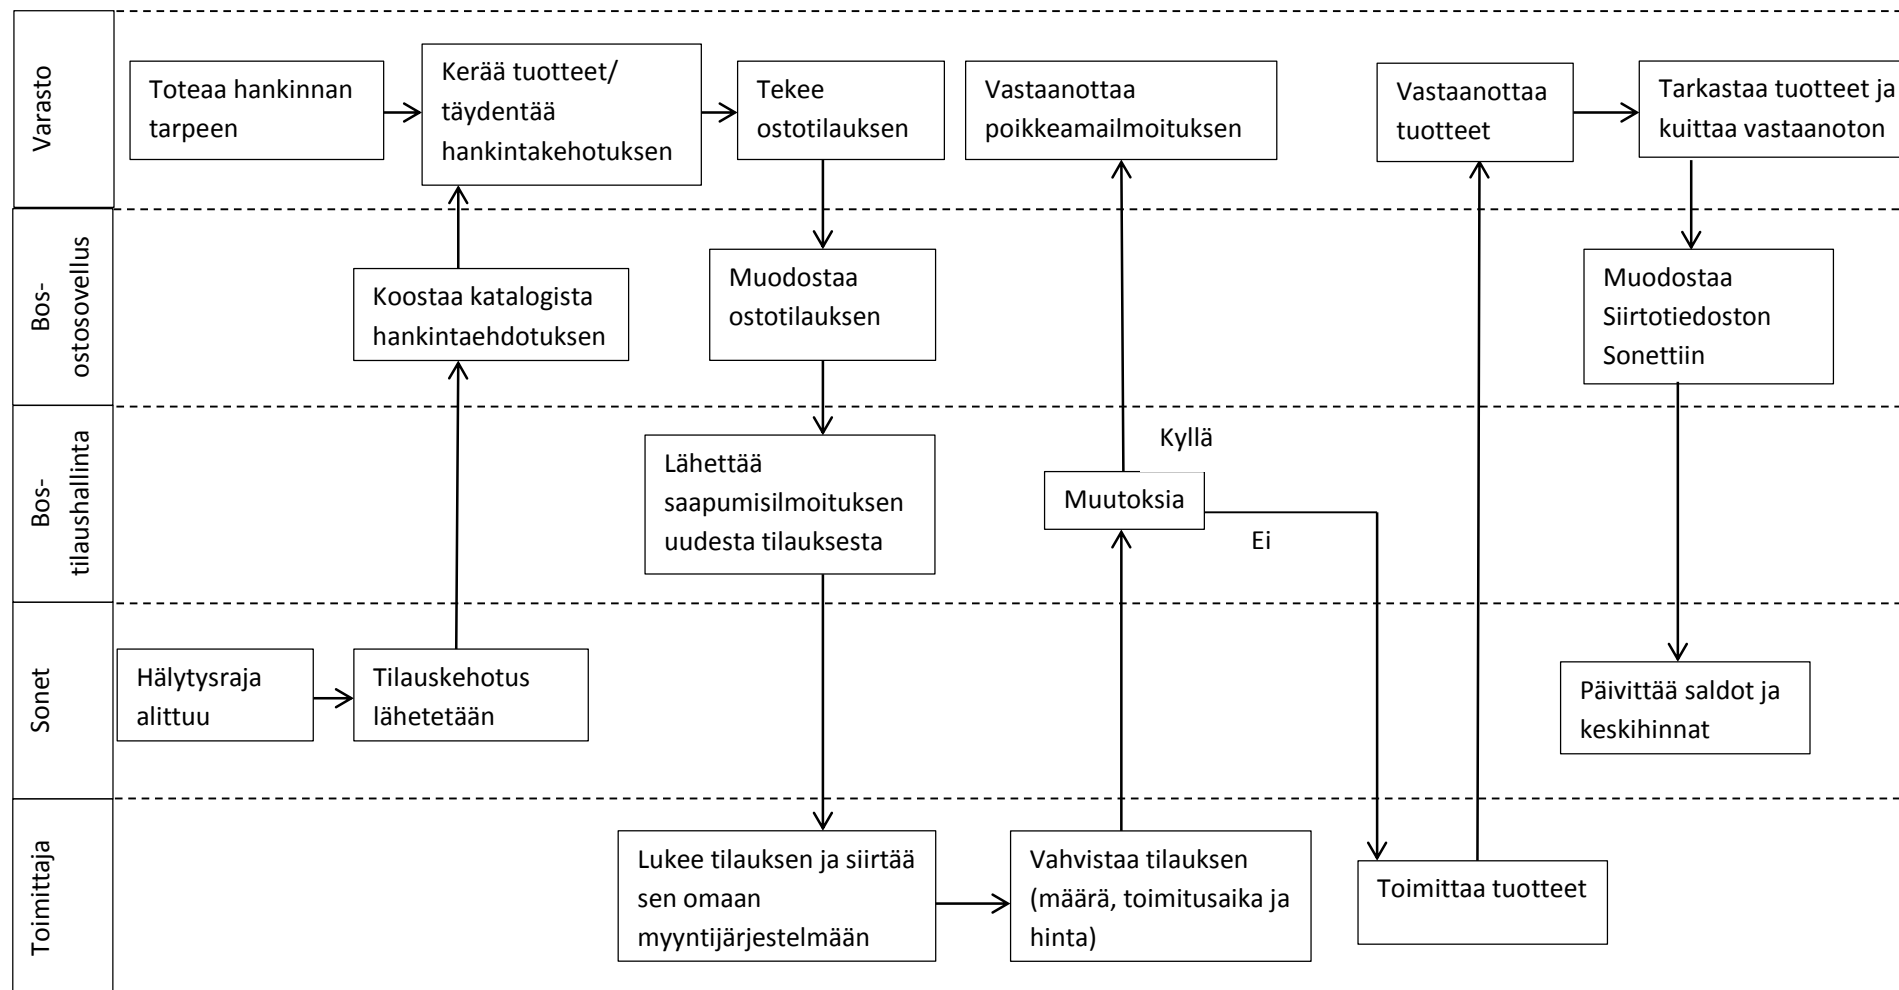 Varasto
Toteaa hankinnan
tarpeen
Kerää tuotteet/
täydentää
hankintakehotuksen
Tekee
ostotilauksen
Vastaanottaa
poikkeamailmoituksen
Vastaanottaa
tuotteet
Tarkastaa tuotteet ja
kuittaa vastaanoton
Bos-
ostosovellus
Koostaa katalogista
hankintaehdotuksen
Muodostaa
ostotilauksen
Muodostaa
Siirtotiedoston
Sonettiin
Bos-
tilaushallinta
Lähettää
saapumisilmoituksen
uudesta tilauksesta
Kyllä
Muutoksia
Ei
Sonet
Hälytysraja
alittuu
Tilauskehotus
lähetetään
Päivittää saldot ja
keskihinnat
Toimittaja
Lukee tilauksen ja siirtää
sen omaan
myyntijärjestelmään
Vahvistaa tilauksen
(määrä, toimitusaika ja
hinta)
Toimittaa tuotteet